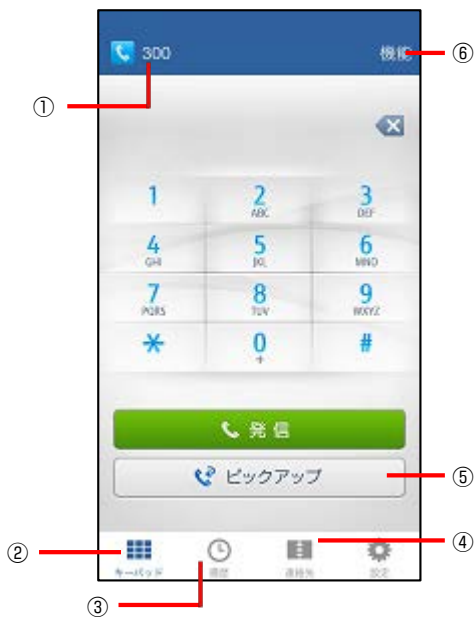 300 機能 ⑥
①
1 2 3
ABC DEF
4 5 6
GHI JKL MNO
7 8 9
PQRS TUV WXYZ
* 0 #
+
発信
ピックアップ ⑤
② ④
キーパッド 履歴 連絡先 設定
③